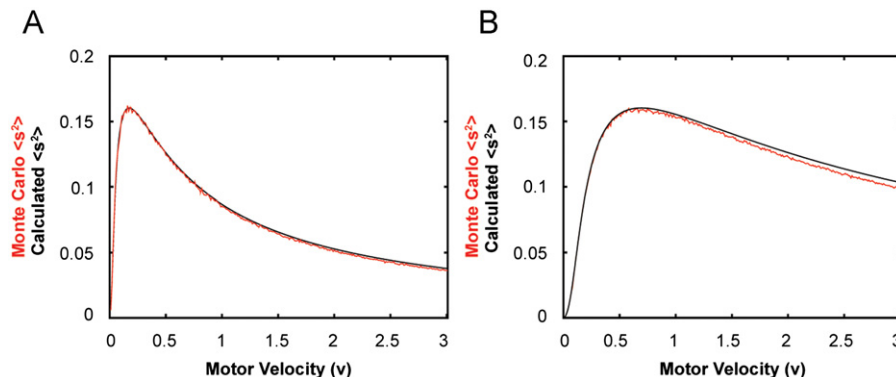 A
Monte Carlo <s²>
Calculated <s²>
0.2
0.15
0.1
0.05
0
0 0.5 1 1.5 2 2.5 3
Motor Velocity (v)
B
Monte Carlo <s²>
Calculated <s²>
0.2
0.15
0.1
0.05
0
0 0.5 1 1.5 2 2.5 3
Motor Velocity (v)